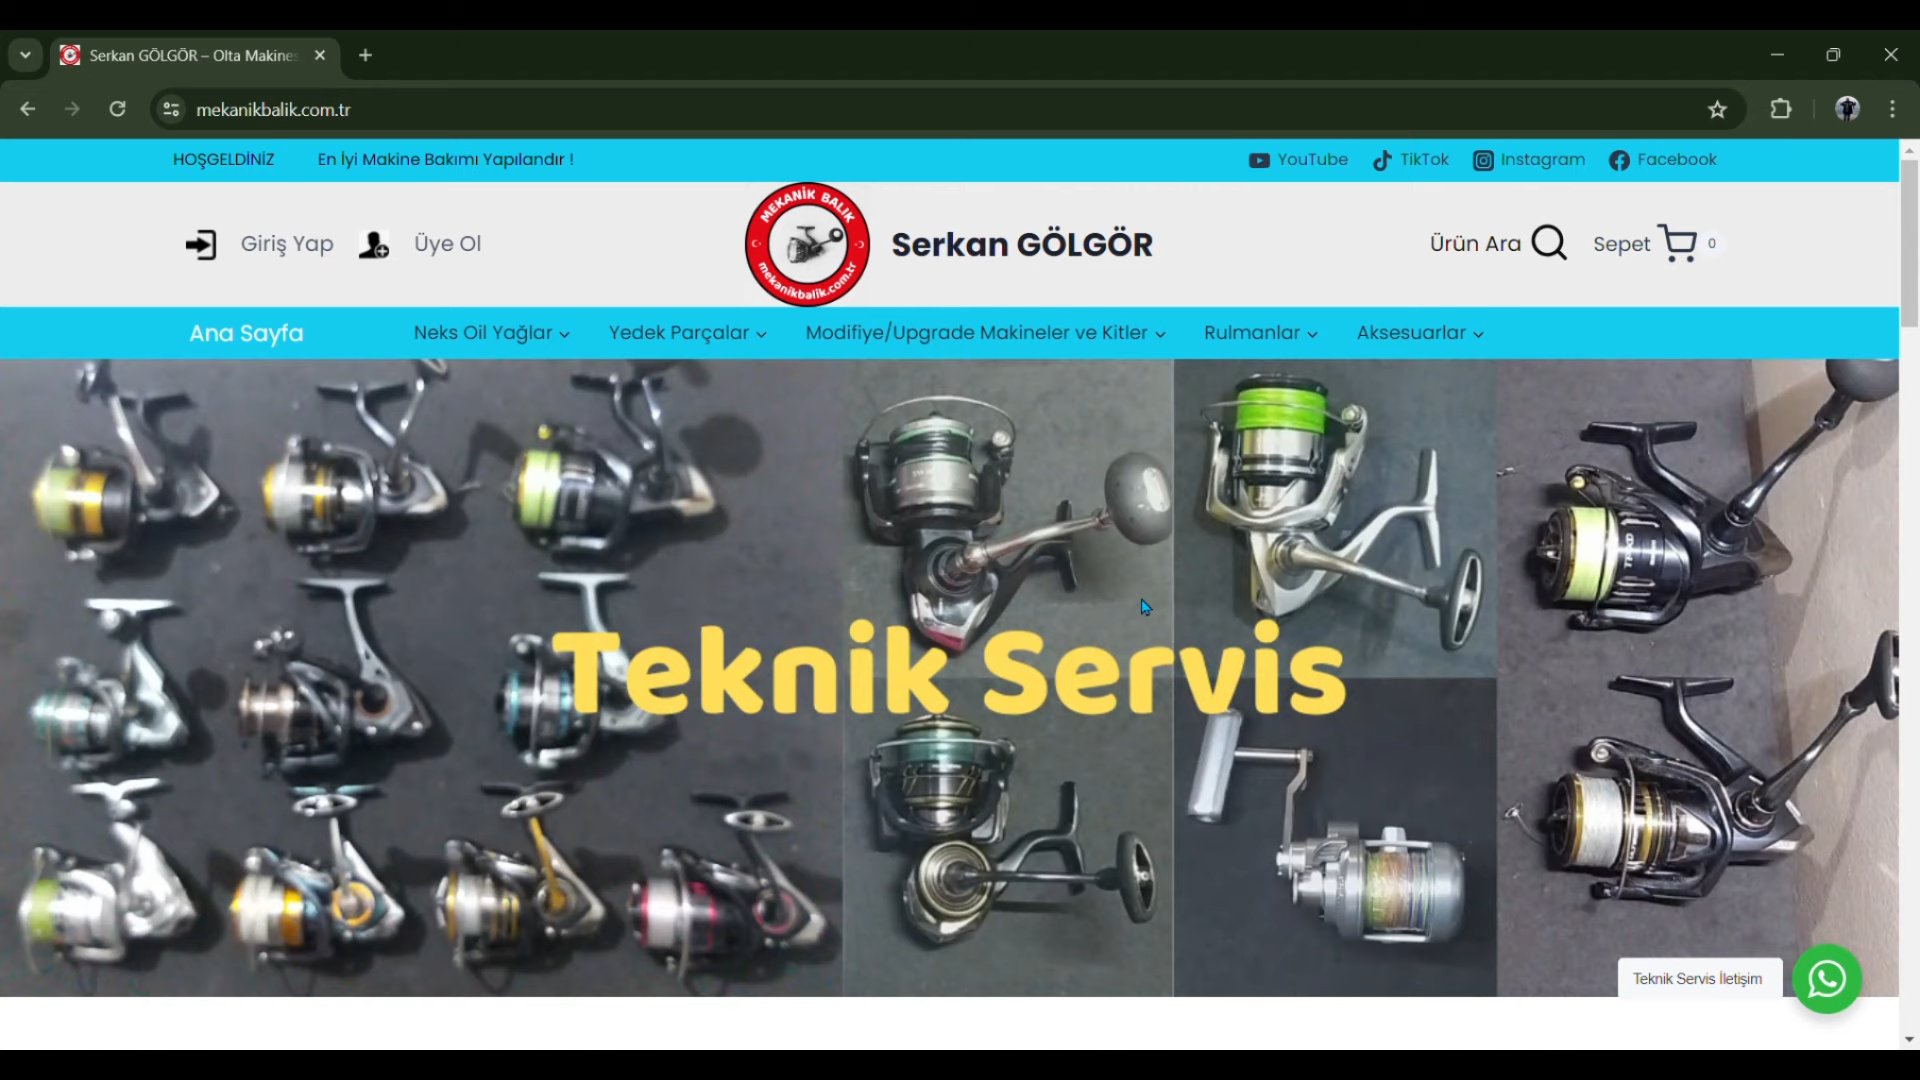 Serkan GÖLGÖR – Olta Makines
mekanikbalik.com.tr
HOŞGELDİNİZ En İyi Makine Bakımı Yapılandır ! YouTube TikTok Instagram Facebook
Giriş Yap Üye Ol MEKANİK BALIK mekanikbalik.com.tr Serkan GÖLGÖR Ürün Ara Sepet 0
Ana Sayfa Neks Oil Yağlar Yedek Parçalar Modifiye/Upgrade Makineler ve Kitler Rulmanlar Aksesuarlar
Teknik Servis
Teknik Servis İletişim